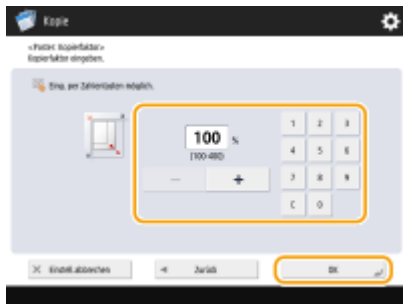 Kopie
<Poster: Kopierfaktor>
Kopierfaktor eingeben.
Eing. per Zahlentasten möglich.
100 %
(100-400)
− +
1 2 3
4 5 6
7 8 9
C 0
× Einstell.abbrechen
◄ Zurück
OK